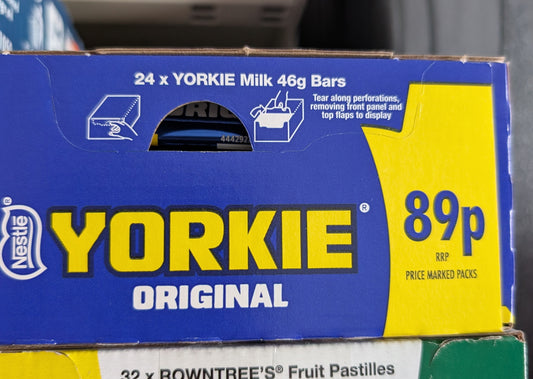 24 x YORKIE Milk 46g Bars
Tear along perforations,
removing front panel and
top flaps to display
Nestlé®
YORKIE®
ORIGINAL
89p
RRP
PRICE MARKED PACKS
32 x ROWNTREE'S® Fruit Pastilles